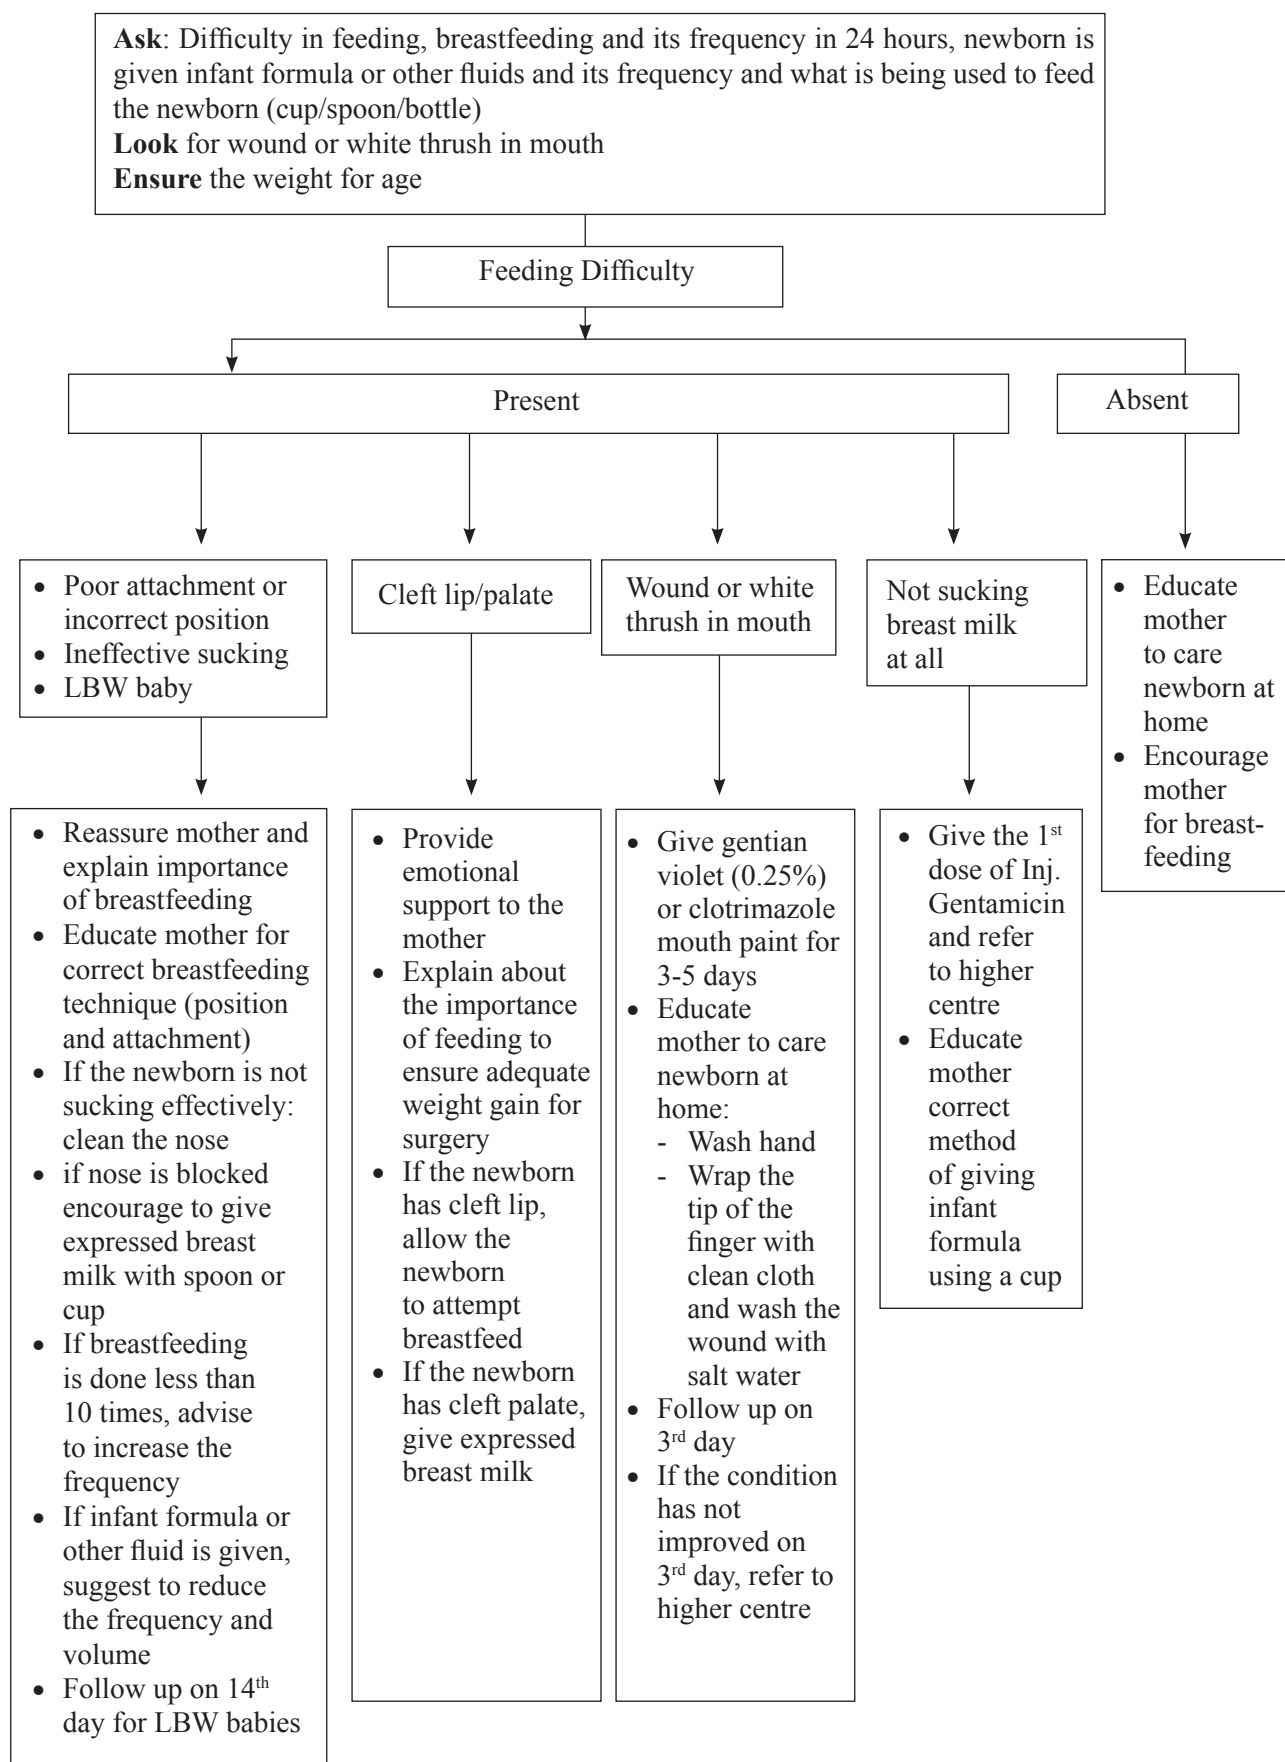 Ask: Difficulty in feeding, breastfeeding and its frequency in 24 hours, newborn is
given infant formula or other fluids and its frequency and what is being used to feed
the newborn (cup/spoon/bottle)
Look for wound or white thrush in mouth
Ensure the weight for age
Feeding Difficulty
Present
Absent
• Poor attachment or
incorrect position
• Ineffective sucking
• LBW baby
Cleft lip/palate
Wound or white
thrush in mouth
Not sucking
breast milk
at all
• Educate
mother
to care
newborn at
home
• Encourage
mother
for breast-
feeding
• Reassure mother and
explain importance
of breastfeeding
• Educate mother for
correct breastfeeding
technique (position
and attachment)
• If the newborn is not
sucking effectively:
clean the nose
• if nose is blocked
encourage to give
expressed breast
milk with spoon or
cup
• If breastfeeding
is done less than
10 times, advise
to increase the
frequency
• If infant formula or
other fluid is given,
suggest to reduce
the frequency and
volume
• Follow up on 14th
day for LBW babies
• Provide
emotional
support to the
mother
• Explain about
the importance
of feeding to
ensure adequate
weight gain for
surgery
• If the newborn
has cleft lip,
allow the
newborn
to attempt
breastfeed
• If the newborn
has cleft palate,
give expressed
breast milk
• Give gentian
violet (0.25%)
or clotrimazole
mouth paint for
3-5 days
• Educate
mother to care
newborn at
home:
- Wash hand
- Wrap the
tip of the
finger with
clean cloth
and wash the
wound with
salt water
• Follow up on
3rd day
• If the condition
has not
improved on
3rd day, refer to
higher centre
• Give the 1st
dose of Inj.
Gentamicin
and refer
to higher
centre
• Educate
mother
correct
method
of giving
infant
formula
using a cup